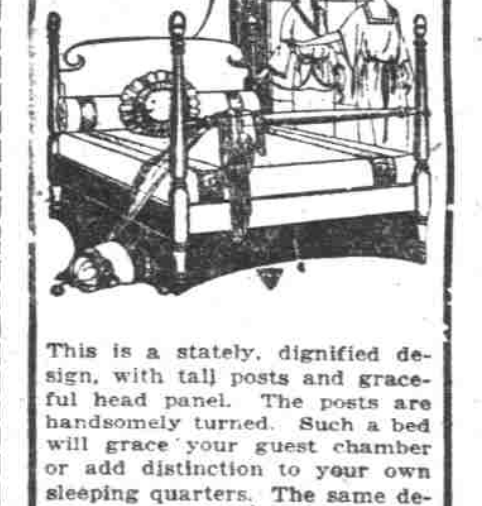 This is a stately, dignified de-
sign, with tall posts and grace-
ful head panel. The posts are
handsomely turned. Such a bed
will grace your guest chamber
or add distinction to your own
sleeping quarters. The same de-